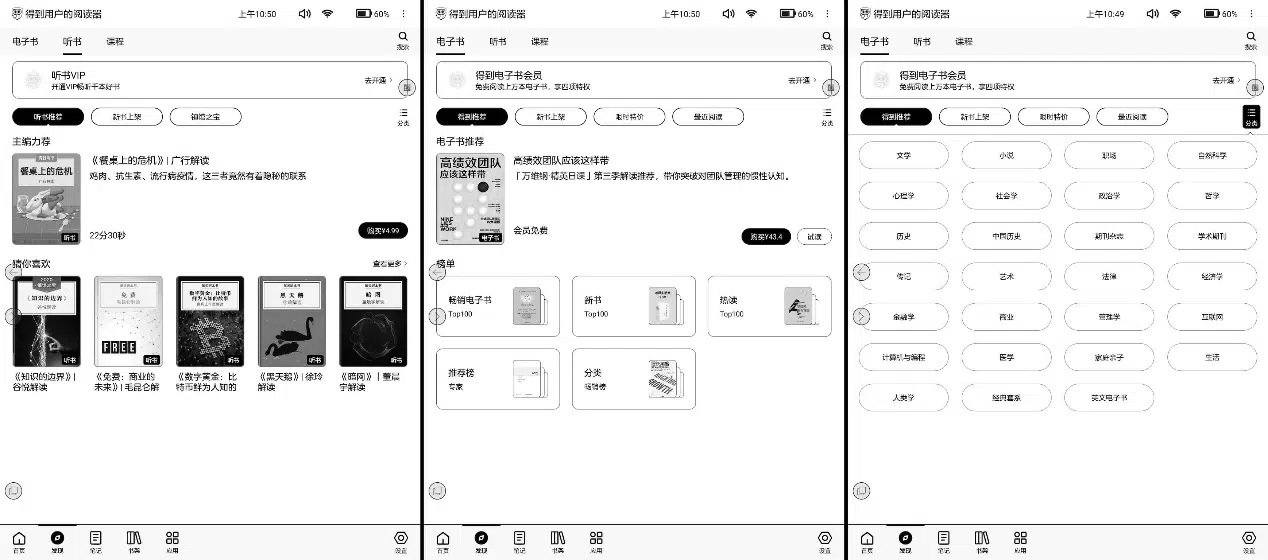 得到用户的阅读器
上午10:50
60%
电子书
听书
课程
搜索
听书VIP
开通VIP畅听千本好书
去开通
听书推荐
新书上架
镇馆之宝
分类
主编力荐
餐桌上的危机
听书
《餐桌上的危机》| 广行解读
鸡肉、抗生素、流行病疫情,这三者竟然有着隐秘的联系
22分30秒
购买¥4.99
猜你喜欢
查看更多
《知识的边界》
谷悦解读
听书
免费
FREE
听书
数字黄金:比特币
鲜为人知的故事
听书
黑天鹅
听书
暗网
听书
《知识的边界》|
谷悦解读
《免费:商业的
未来》| 毛昆仑解
《数字黄金:比
特币鲜为人知的
《黑天鹅》| 徐玲
解读
《暗网》| 董晨
宇解读
首页
发现
笔记
书架
应用
设置
得到用户的阅读器
上午10:50
60%
电子书
听书
课程
搜索
得到电子书会员
免费阅读上万本电子书,享四项特权
去开通
得到推荐
新书上架
限时特价
最近阅读
分类
电子书推荐
高绩效团队
应该这样带
NINE
LIES
WORK
电子书
高绩效团队应该这样带
「万维钢·精英日课」第三季解读推荐,带你突破对团队管理的惯性认知。
会员免费
购买¥43.4
试读
榜单
畅销电子书
Top100
新书
Top100
热读
Top100
推荐榜
专家
分类
畅销榜
首页
发现
笔记
书架
应用
设置
得到用户的阅读器
上午10:49
60%
电子书
听书
课程
搜索
得到电子书会员
免费阅读上万本电子书,享四项特权
去开通
得到推荐
新书上架
限时特价
最近阅读
分类
文学
小说
职场
自然科学
心理学
社会学
政治学
哲学
历史
中国历史
期刊杂志
学术期刊
传记
艺术
法律
经济学
金融学
商业
管理学
互联网
计算机与编程
医学
家庭亲子
生活
人类学
经典套系
英文电子书
首页
发现
笔记
书架
应用
设置